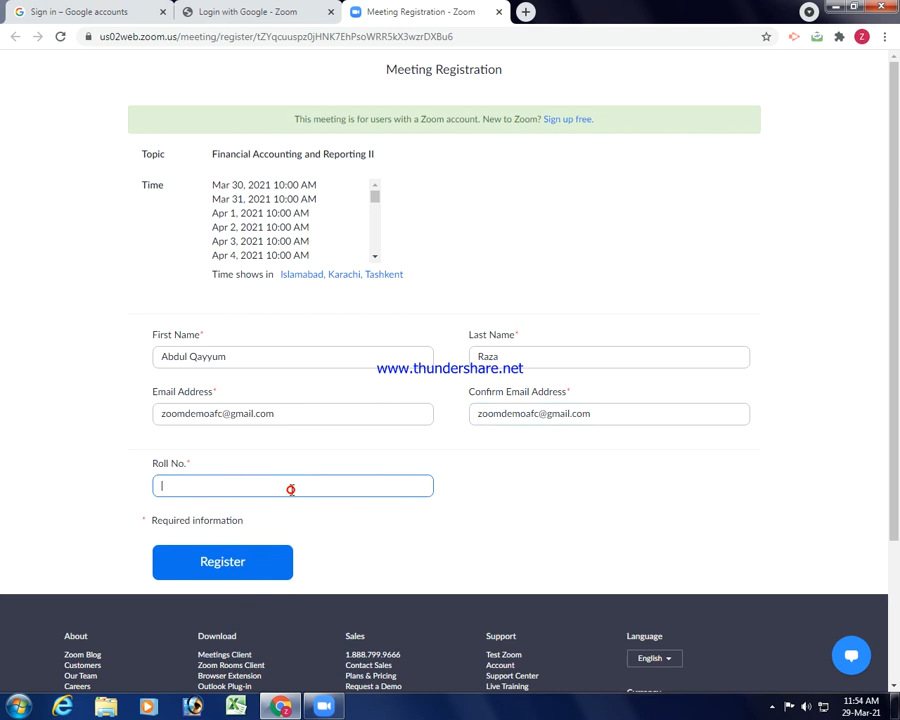 Sign in – Google accounts
Login with Google - Zoom
Meeting Registration - Zoom
us02web.zoom.us/meeting/register/tZYqcuuspz0jHNK7EhPsoWRR5kX3wzrDXBu6
Z
Meeting Registration
This meeting is for users with a Zoom account. New to Zoom? Sign up free.
Topic
Financial Accounting and Reporting II
Time
Mar 30, 2021 10:00 AM
Mar 31, 2021 10:00 AM
Apr 1, 2021 10:00 AM
Apr 2, 2021 10:00 AM
Apr 3, 2021 10:00 AM
Apr 4, 2021 10:00 AM
Time shows in Islamabad, Karachi, Tashkent
First Name*
Last Name*
Abdul Qayyum
Raza
www.thundershare.net
Email Address*
Confirm Email Address*
zoomdemoafc@gmail.com
zoomdemoafc@gmail.com
Roll No.*
* Required information
Register
About
Download
Sales
Support
Language
Zoom Blog
Meetings Client
1.888.799.9666
Test Zoom
English
Customers
Zoom Rooms Client
Contact Sales
Account
Our Team
Browser Extension
Plans & Pricing
Support Center
Careers
Outlook Plug-in
Request a Demo
Live Training
11:54 AM
29-Mar-21